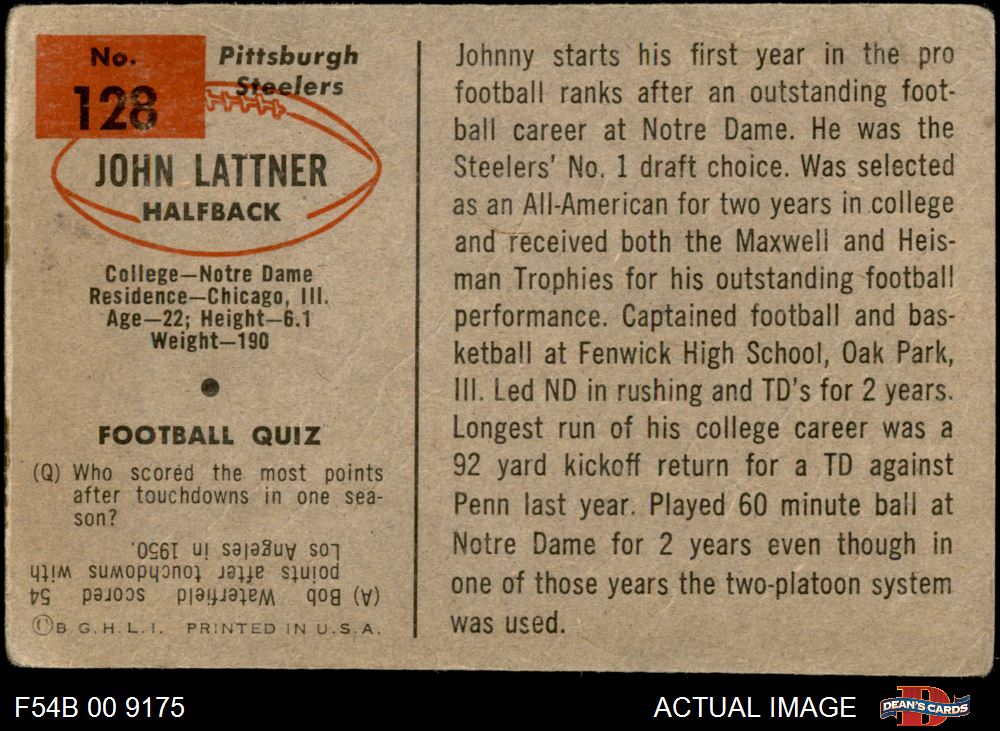 No.
128
Pittsburgh
Steelers
JOHN LATTNER
HALFBACK
College—Notre Dame
Residence—Chicago, Ill.
Age—22; Height—6.1
Weight—190
FOOTBALL QUIZ
(Q) Who scored the most points
after touchdowns in one sea-
son?
(A) Bob Waterfield scored 54
points after touchdowns with
Los Angeles in 1950.
©B.G.H.L.I. PRINTED IN U.S.A.
Johnny starts his first year in the pro
football ranks after an outstanding foot-
ball career at Notre Dame. He was the
Steelers' No. 1 draft choice. Was selected
as an All-American for two years in college
and received both the Maxwell and Heis-
man Trophies for his outstanding football
performance. Captained football and bas-
ketball at Fenwick High School, Oak Park,
Ill. Led ND in rushing and TD's for 2 years.
Longest run of his college career was a
92 yard kickoff return for a TD against
Penn last year. Played 60 minute ball at
Notre Dame for 2 years even though in
one of those years the two-platoon system
was used.
F54B 00 9175
ACTUAL IMAGE
D
DEAN'S CARDS